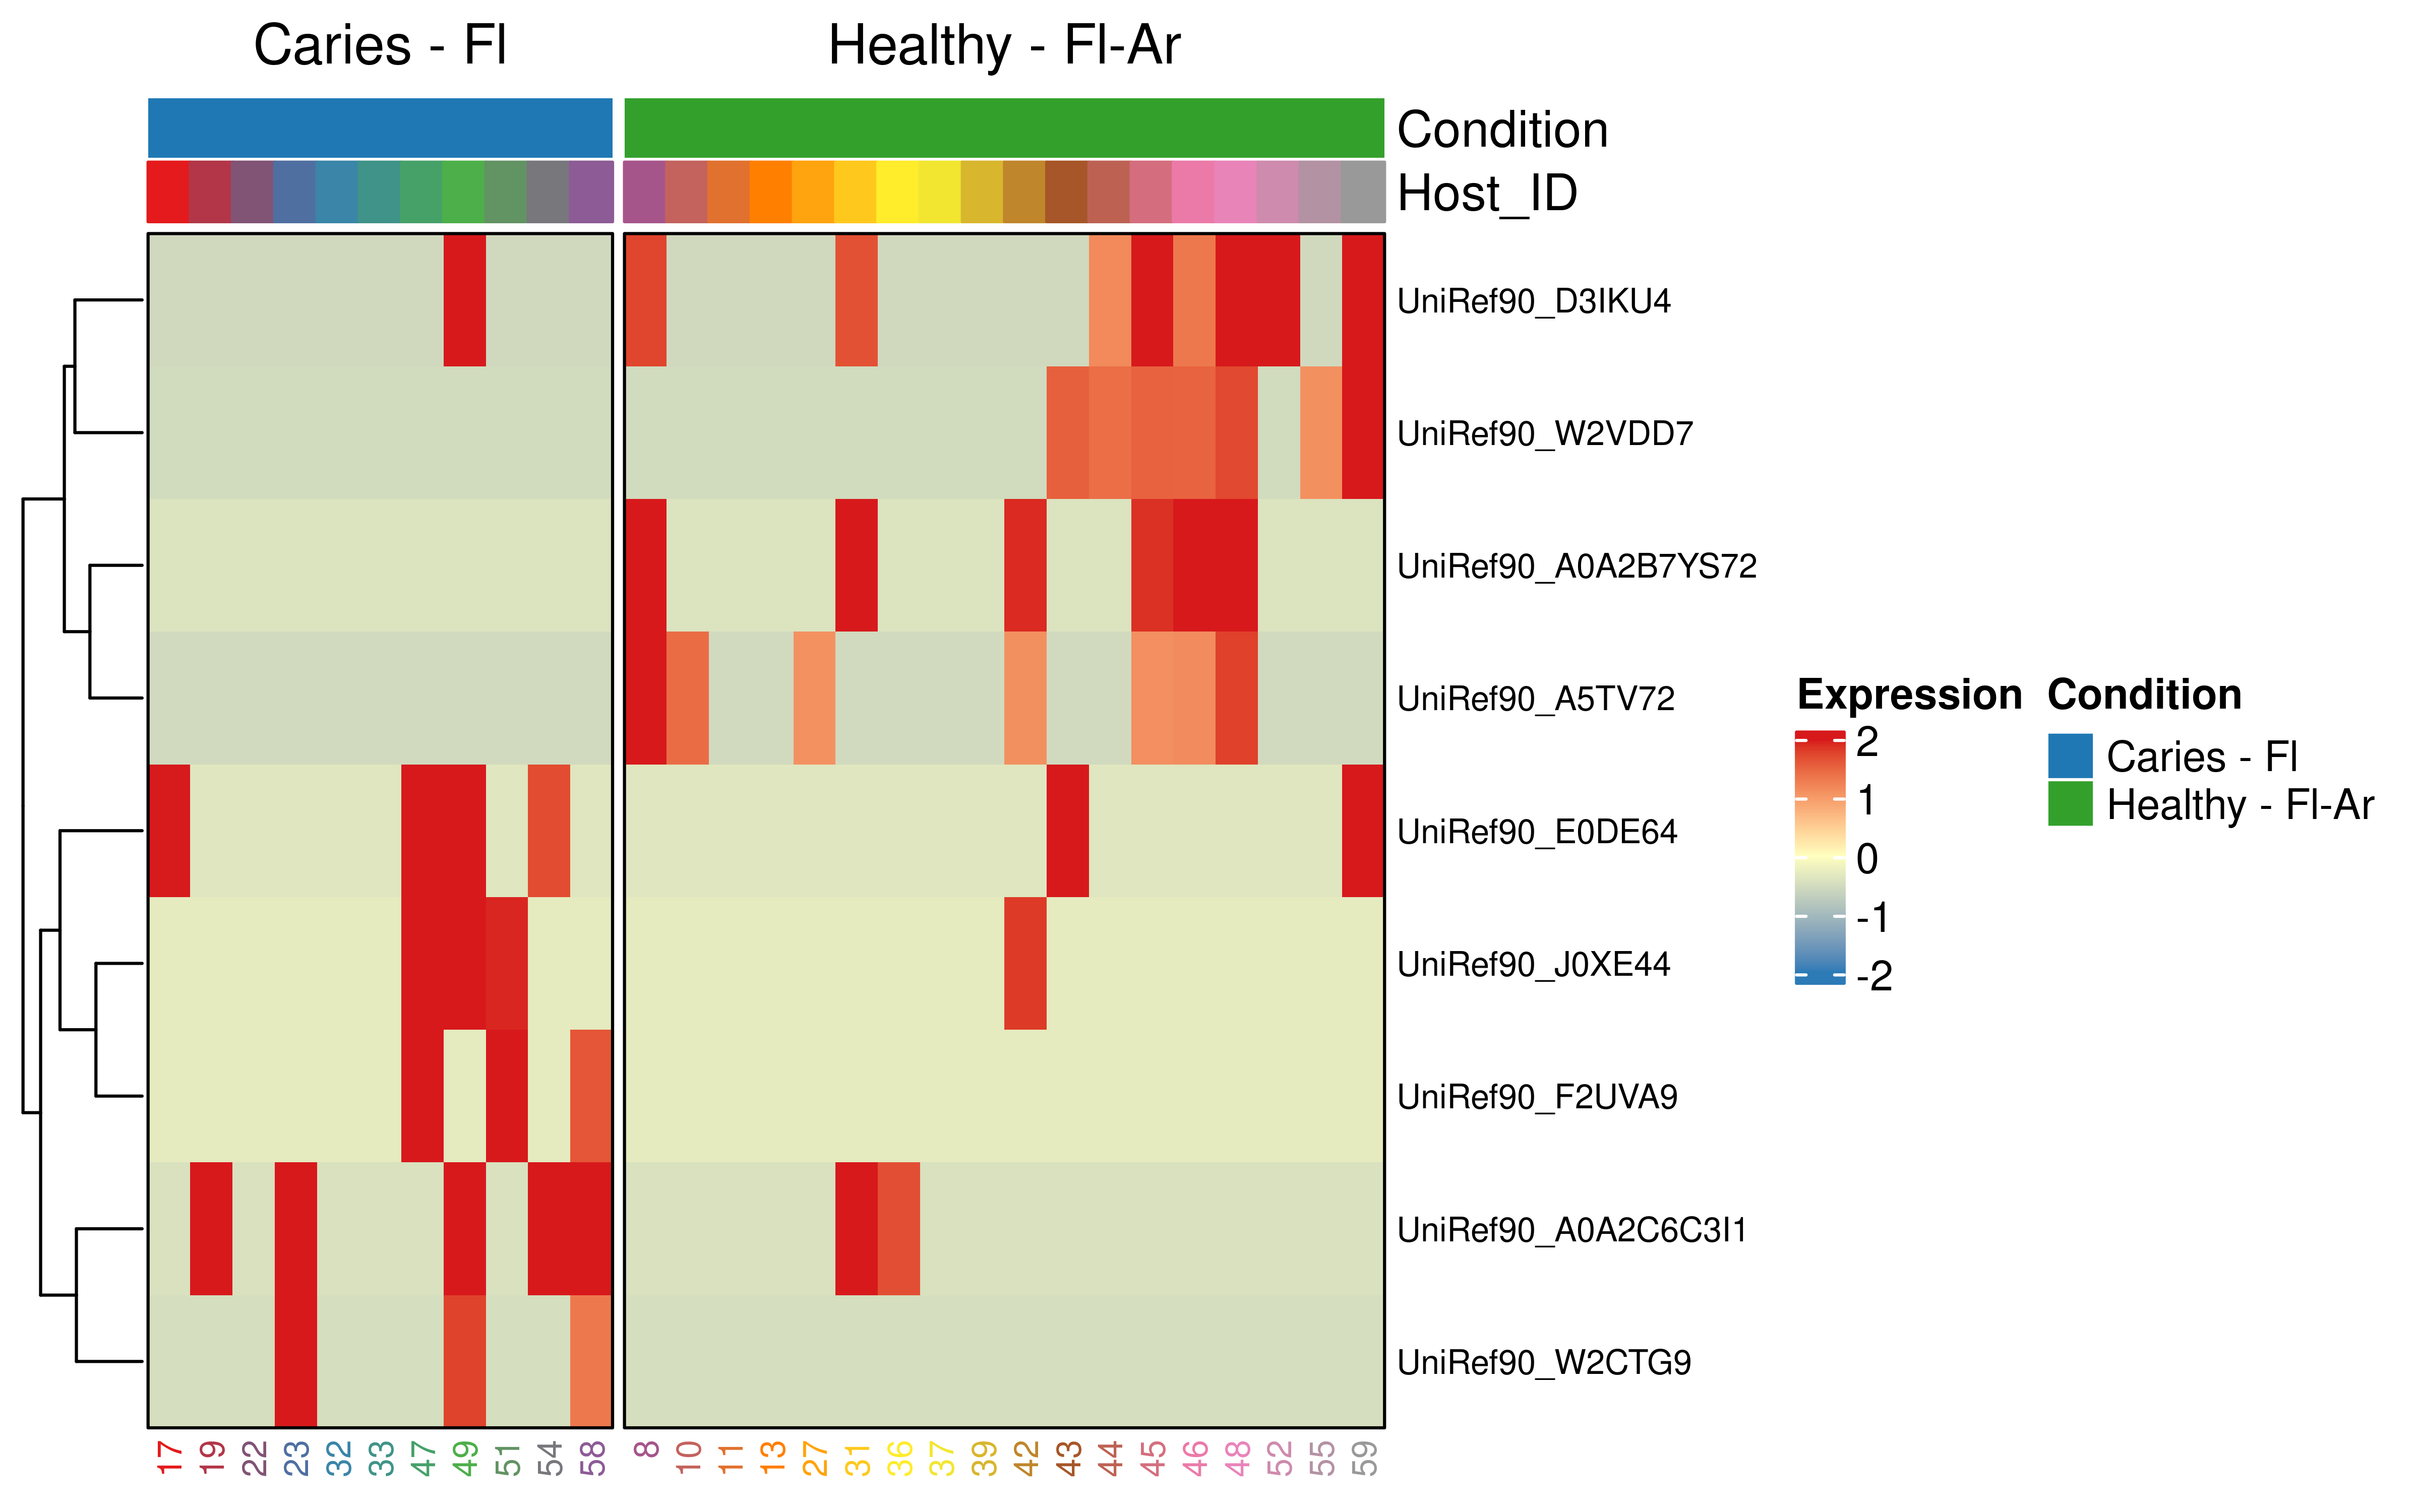 Caries - Fl
Healthy - Fl-Ar
Condition
Host_ID
UniRef90_D3IKU4
UniRef90_W2VDD7
UniRef90_A0A2B7YS72
UniRef90_A5TV72
UniRef90_E0DE64
UniRef90_J0XE44
UniRef90_F2UVA9
UniRef90_A0A2C6C3I1
UniRef90_W2CTG9
17 19 22 23 32 33 47 49 51 54 58 8 10 11 13 27 31 36 37 39 42 43 44 45 46 48 52 55 59
Expression
2
1
0
-1
-2
Condition
Caries - Fl
Healthy - Fl-Ar